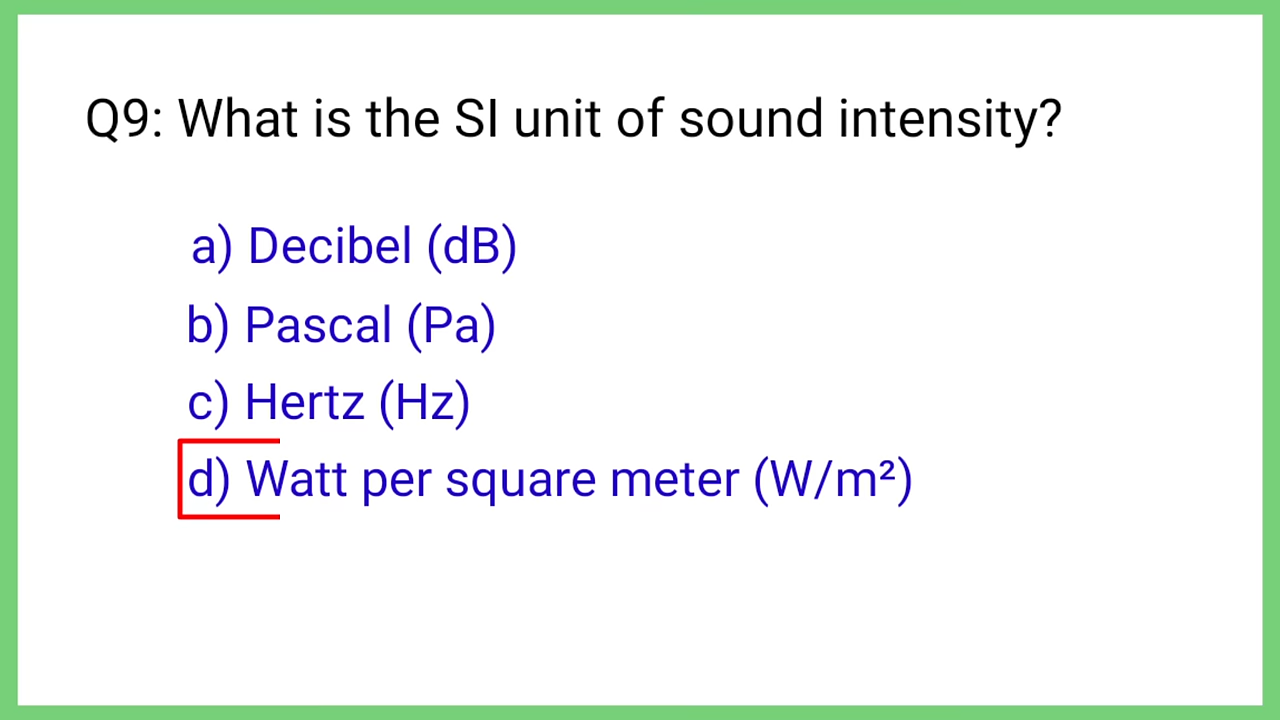 Q9: What is the SI unit of sound intensity?
a) Decibel (dB)
b) Pascal (Pa)
c) Hertz (Hz)
d) Watt per square meter (W/m²)